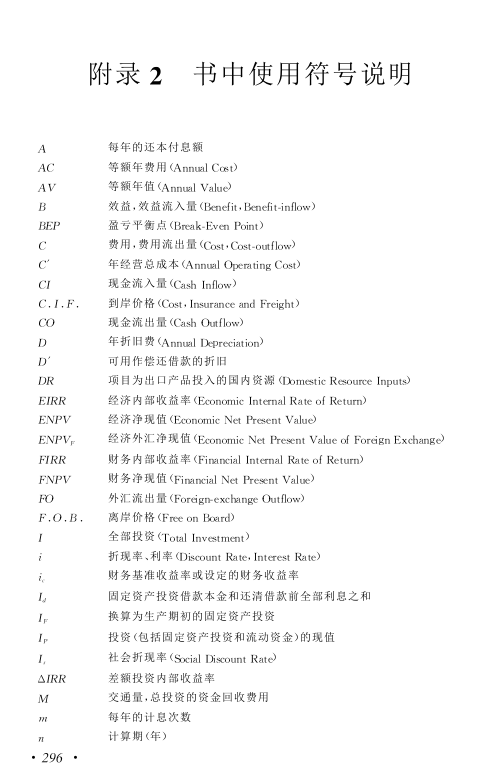 附录 2 书中使用符号说明
A 每年的还本付息额
AC 等额年费用(Annual Cost)
AV 等额年值(Annual Value)
B 效益,效益流入量(Benefit,Benefit-inflow)
BEP 盈亏平衡点(Break-Even Point)
C 费用,费用流出量(Cost,Cost-outflow)
C′ 年经营总成本(Annual Operating Cost)
CI 现金流入量(Cash Inflow)
C.I.F. 到岸价格(Cost,Insurance and Freight)
CO 现金流出量(Cash Outflow)
D 年折旧费(Annual Depreciation)
D′ 可用作偿还借款的折旧
DR 项目为出口产品投入的国内资源(Domestic Resource Inputs)
EIRR 经济内部收益率(Economic Internal Rate of Return)
ENPV 经济净现值(Economic Net Present Value)
ENPV_F 经济外汇净现值(Economic Net Present Value of Foreign Exchange)
FIRR 财务内部收益率(Financial Internal Rate of Return)
FNPV 财务净现值(Financial Net Present Value)
FO 外汇流出量(Foreign-exchange Outflow)
F.O.B. 离岸价格(Free on Board)
I 全部投资(Total Investment)
i 折现率、利率(Discount Rate,Interest Rate)
i_c 财务基准收益率或设定的财务收益率
I_d 固定资产投资借款本金和还清借款前全部利息之和
I_F 换算为生产期初的固定资产投资
I_P 投资(包括固定资产投资和流动资金)的现值
I_s 社会折现率(Social Discount Rate)
ΔIRR 差额投资内部收益率
M 交通量,总投资的资金回收费用
m 每年的计息次数
n 计算期(年)
· 296 ·